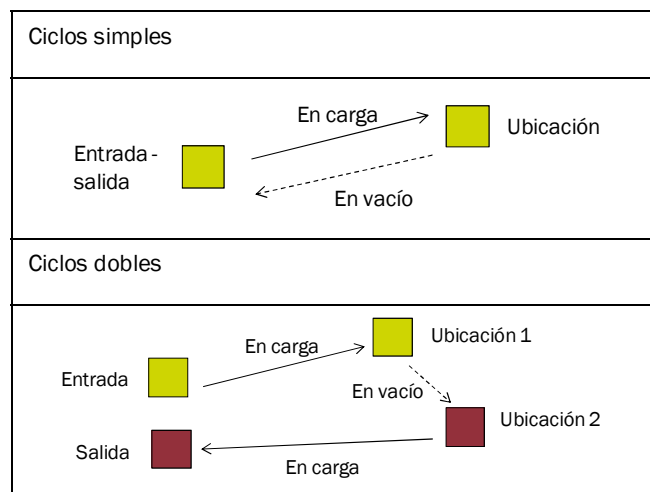 Ciclos simples
En carga
Ubicación
Entrada -
salida
En vacío
Ciclos dobles
En carga
Ubicación 1
Entrada
En vacío
Ubicación 2
Salida
En carga